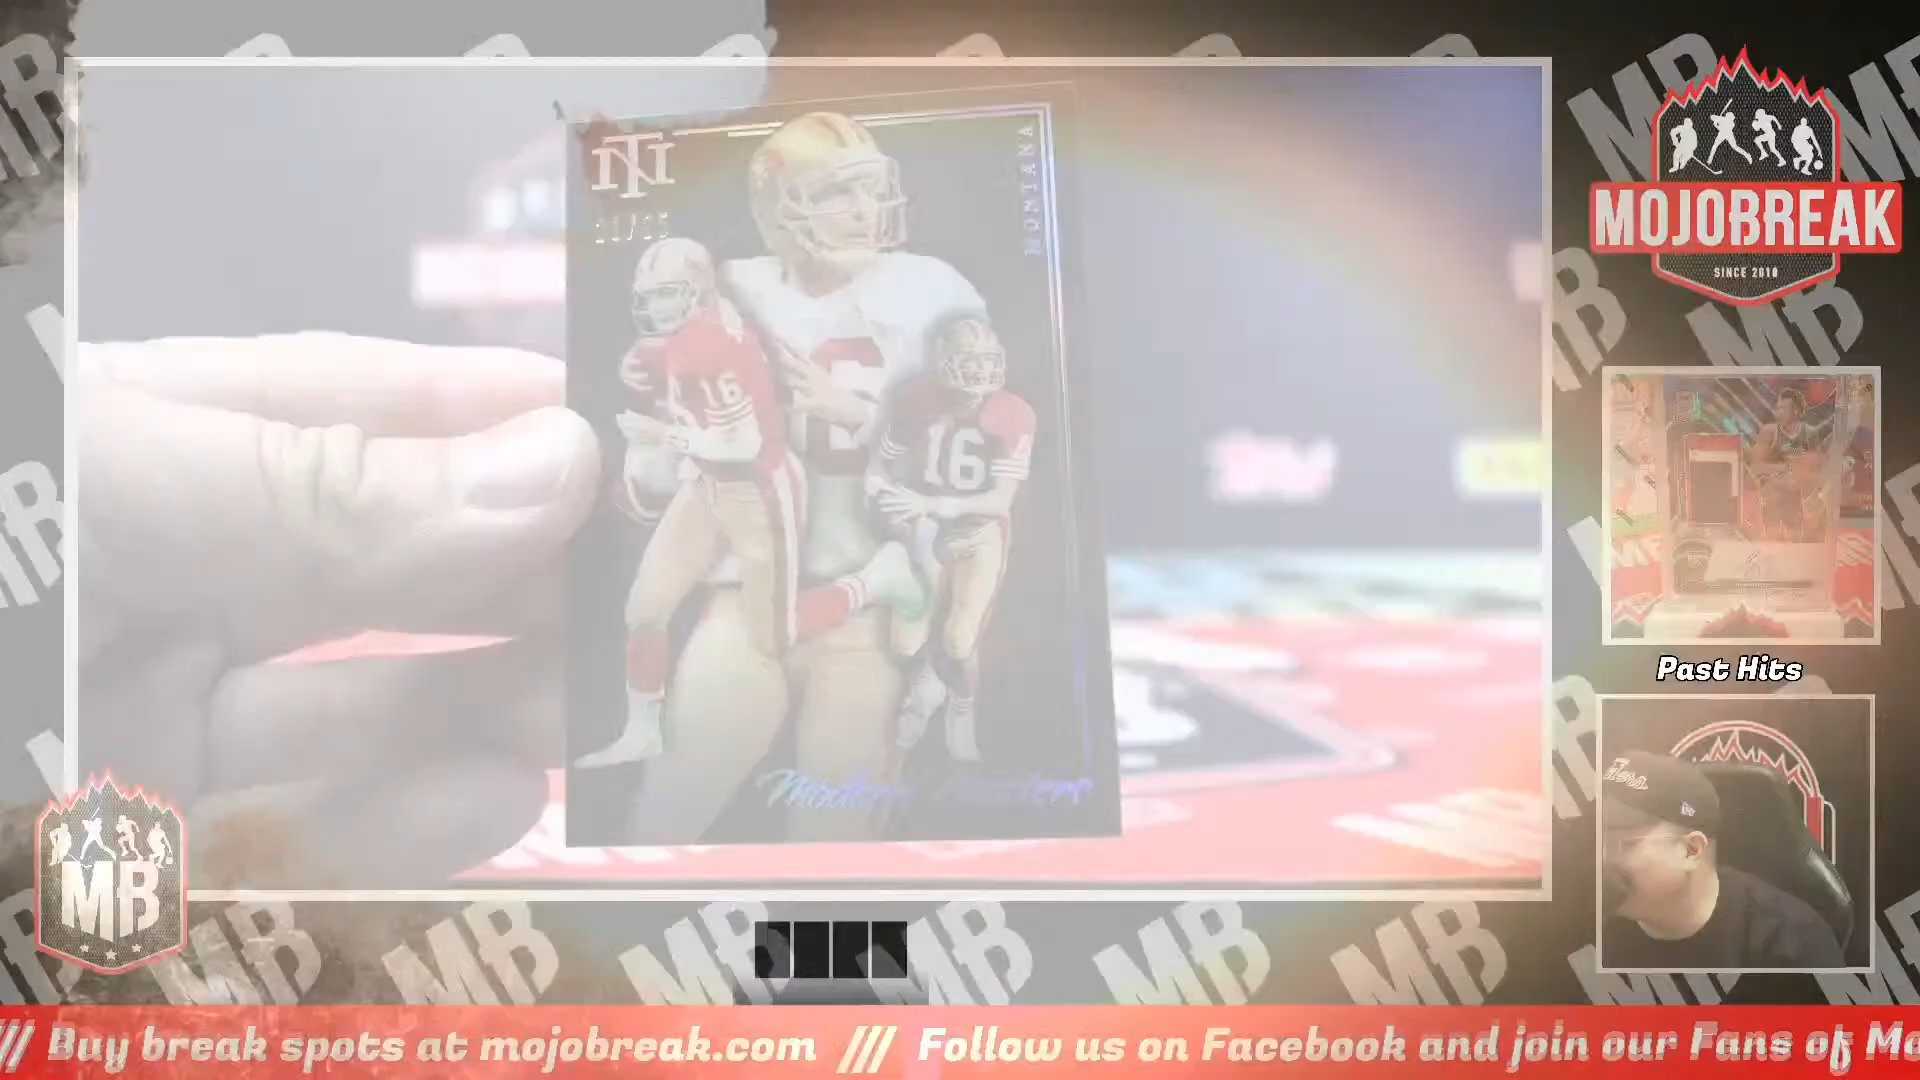 NT
MONTANA
16
16
MOJOBREAK
SINCE 2010
Past Hits
MB
/// Buy break spots at mojobreak.com /// Follow us on Facebook and join our Fans of Mo